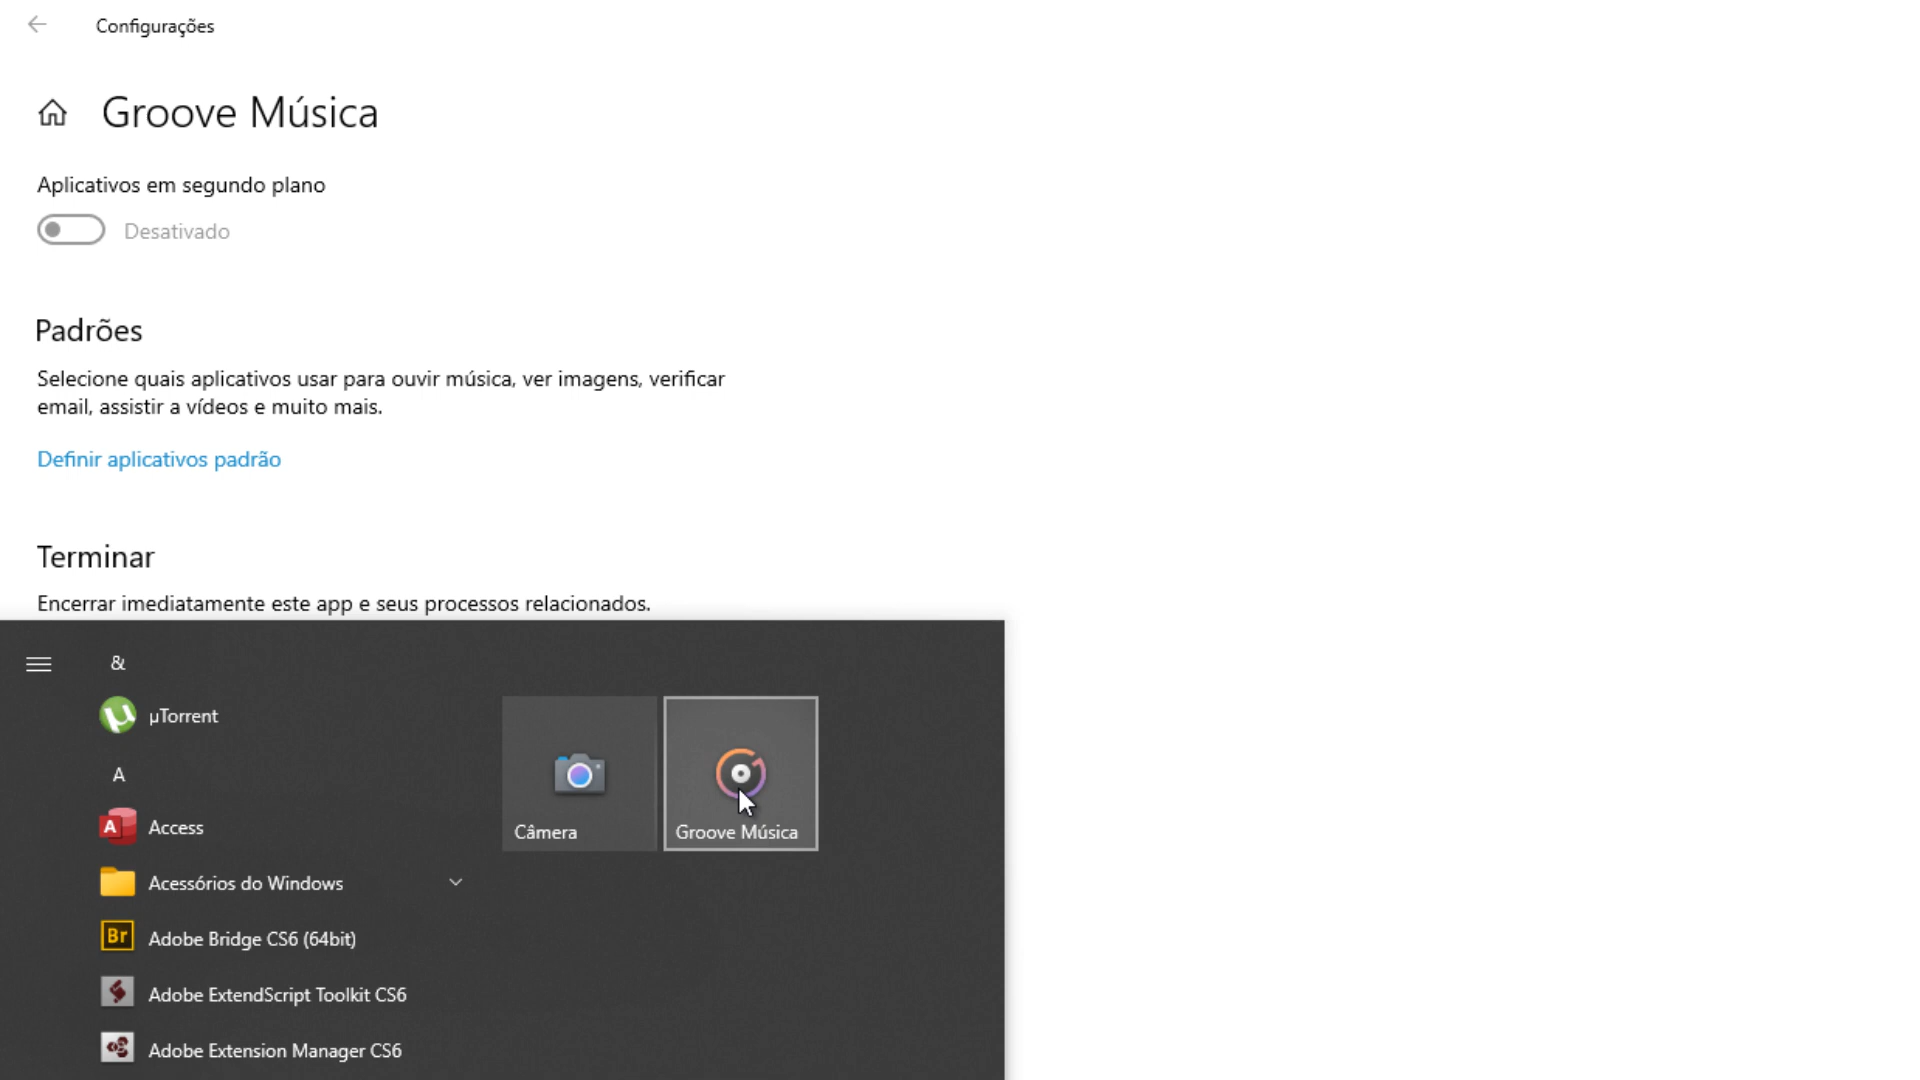 Configurações
Groove Música
Aplicativos em segundo plano
Desativado
Padrões
Selecione quais aplicativos usar para ouvir música, ver imagens, verificar
email, assistir a vídeos e muito mais.
Definir aplicativos padrão
Terminar
Encerrar imediatamente este app e seus processos relacionados.
&
µTorrent
A
Access
Acessórios do Windows
Adobe Bridge CS6 (64bit)
Adobe ExtendScript Toolkit CS6
Adobe Extension Manager CS6
Câmera
Groove Música